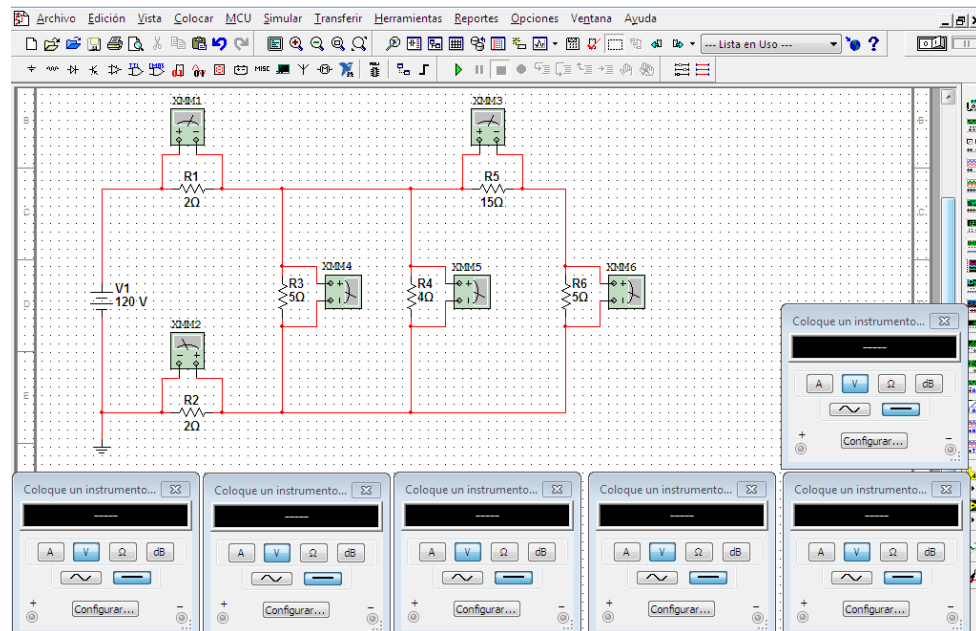 Archivo Edición Vista Colocar MCU Simular Transferir Herramientas Reportes Opciones Ventana Ayuda
--- Lista en Uso ---
MISC
XMM1
XMM3
B
B
R1
2Ω
R5
15Ω
C
C
XMM4
XMM5
XMM6
V1
120 V
R3
5Ω
R4
4Ω
R6
5Ω
D
XMM2
R2
2Ω
E
Coloque un instrumento...
-----
A V Ω dB
+ Configurar... -
Coloque un instrumento... Coloque un instrumento... Coloque un instrumento... Coloque un instrumento... Coloque un instrumento...
----- ----- ----- ----- -----
A V Ω dB A V Ω dB A V Ω dB A V Ω dB A V Ω dB
+ Configurar... - + Configurar... - + Configurar... - + Configurar... - + Configurar... -